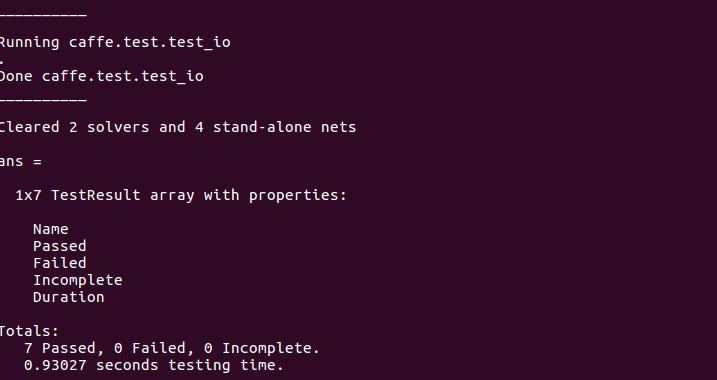 __________
Running caffe.test.test_io
.
Done caffe.test.test_io
__________
Cleared 2 solvers and 4 stand-alone nets
ans =
1x7 TestResult array with properties:
Name
Passed
Failed
Incomplete
Duration
Totals:
7 Passed, 0 Failed, 0 Incomplete.
0.93027 seconds testing time.